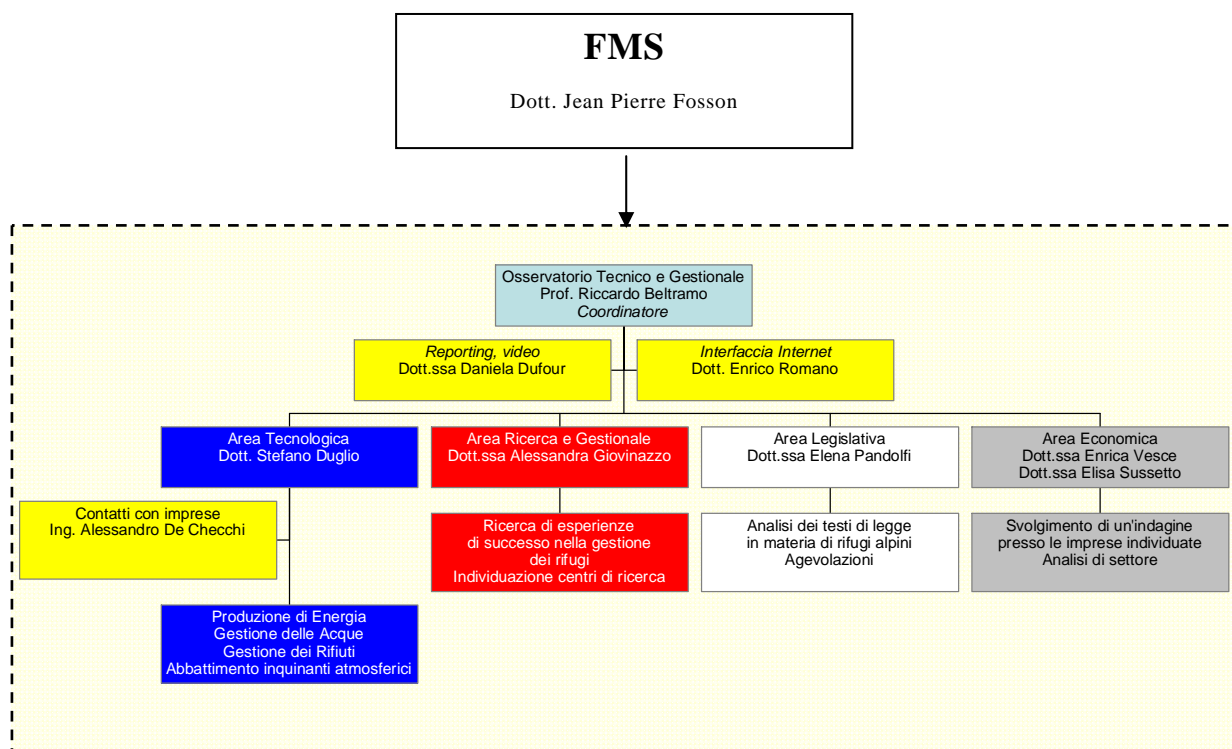 FMS
Dott. Jean Pierre Fosson
Osservatorio Tecnico e Gestionale
Prof. Riccardo Beltramo
Coordinatore
Reporting, video
Dott.ssa Daniela Dufour
Interfaccia Internet
Dott. Enrico Romano
Area Tecnologica
Dott. Stefano Duglio
Area Ricerca e Gestionale
Dott.ssa Alessandra Giovinazzo
Area Legislativa
Dott.ssa Elena Pandolfi
Area Economica
Dott.ssa Enrica Vesce
Dott.ssa Elisa Sussetto
Contatti con imprese
Ing. Alessandro De Checchi
Ricerca di esperienze
di successo nella gestione
dei rifugi
Individuazione centri di ricerca
Analisi dei testi di legge
in materia di rifugi alpini
Agevolazioni
Svolgimento di un'indagine
presso le imprese individuate
Analisi di settore
Produzione di Energia
Gestione delle Acque
Gestione dei Rifiuti
Abbattimento inquinanti atmosferici